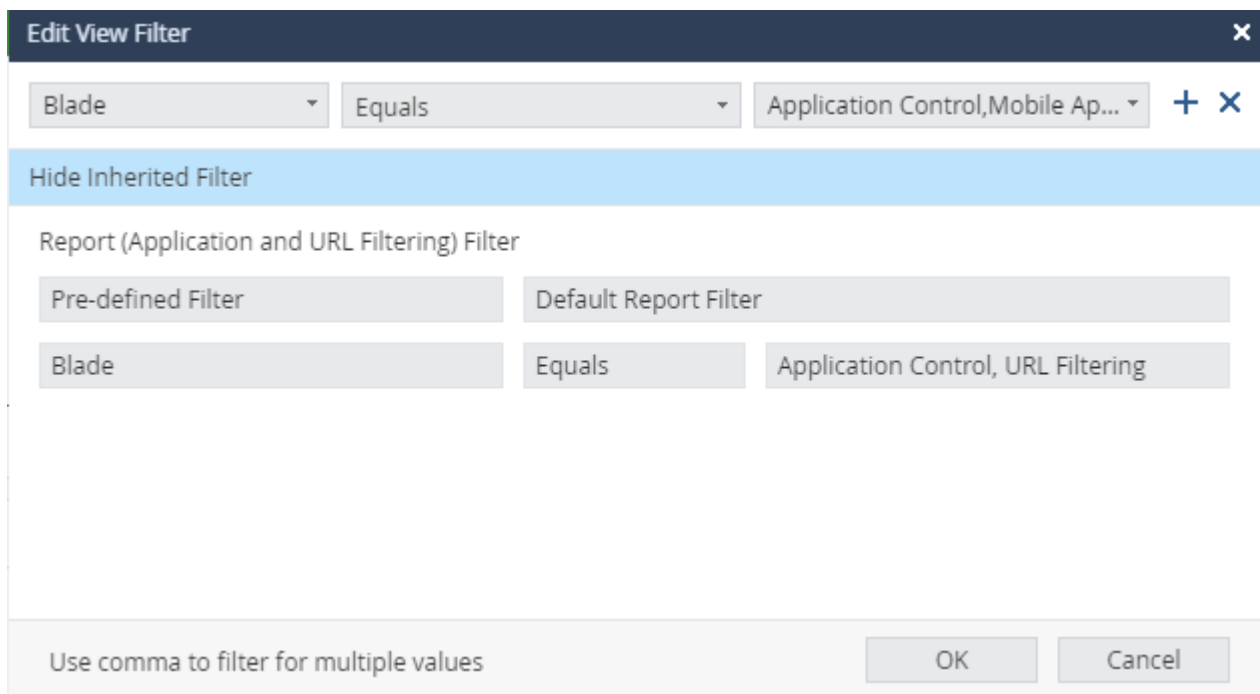 Edit View Filter
Blade Equals Application Control,Mobile Ap...
Hide Inherited Filter
Report (Application and URL Filtering) Filter
Pre-defined Filter Default Report Filter
Blade Equals Application Control, URL Filtering
Use comma to filter for multiple values OK Cancel